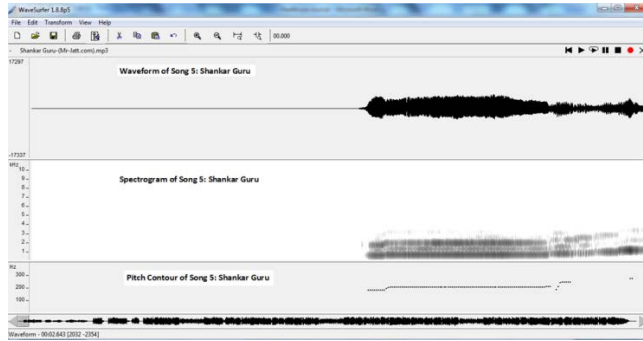 WaveSurfer 1.8.8p5
File Edit Transform View Help
00.000
Shankar Guru-(Mr-Jatt.com).mp3
17297
Waveform of Song 5: Shankar Guru
-17337
kHz
10
9
Spectrogram of Song 5: Shankar Guru
8
7
6
5
4
3
2
1
Hz
300
Pitch Contour of Song 5: Shankar Guru
200
100
Waveform - 00:02.643 [2032 -2354]